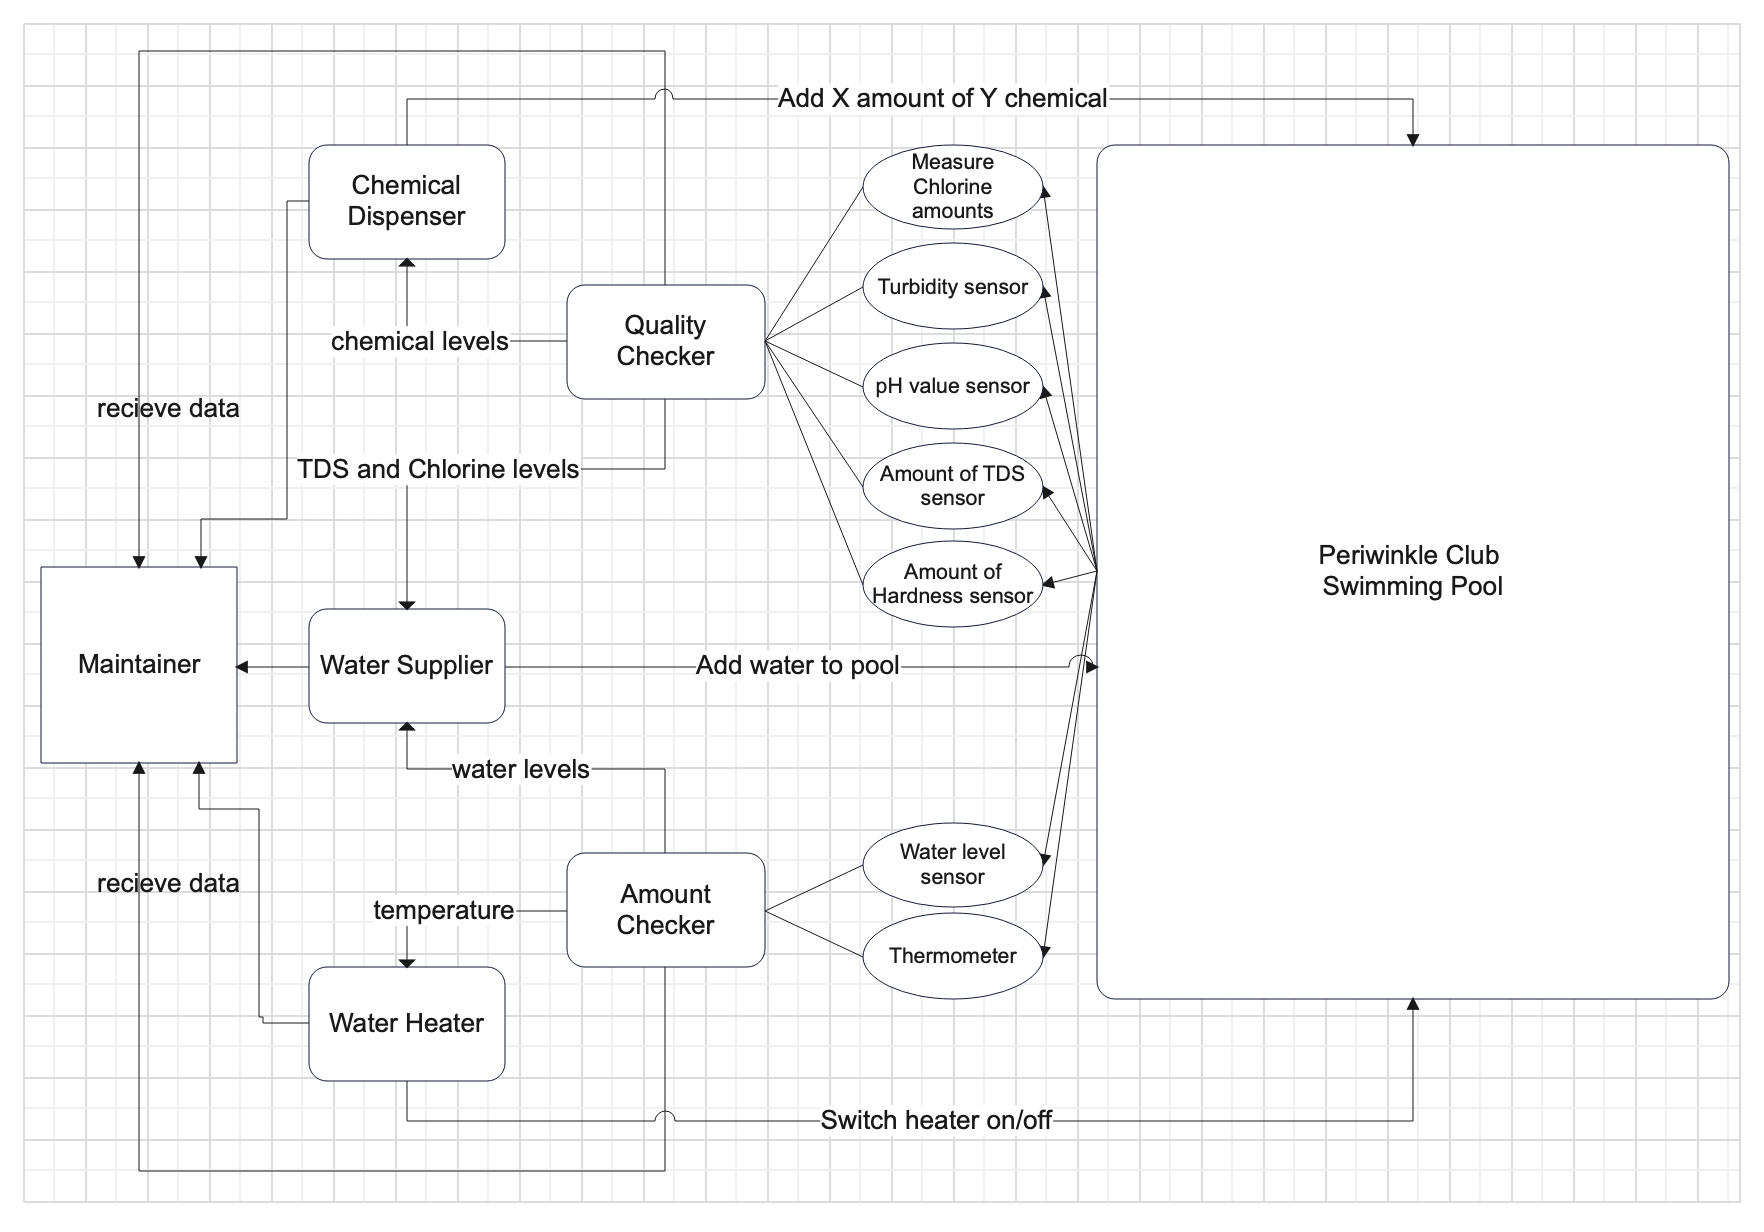 Add X amount of Y chemical
Measure
Chlorine
amounts
Chemical
Dispenser
Turbidity sensor
Quality
Checker
chemical levels
pH value sensor
recieve data
TDS and Chlorine levels
Amount of TDS
sensor
Periwinkle Club
Swimming Pool
Amount of
Hardness sensor
Maintainer
Water Supplier
Add water to pool
water levels
Water level
sensor
recieve data
Amount
Checker
temperature
Thermometer
Water Heater
Switch heater on/off